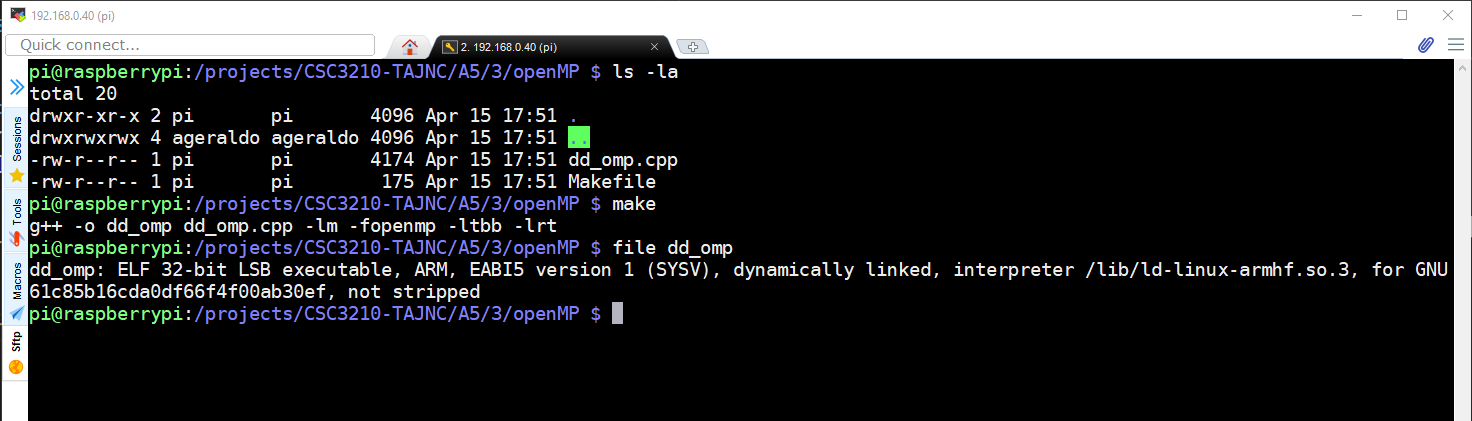 192.168.0.40 (pi)
Quick connect...
2. 192.168.0.40 (pi)
Sessions
Tools
Macros
Sftp
pi@raspberrypi:/projects/CSC3210-TAJNC/A5/3/openMP $ ls -la
total 20
drwxr-xr-x 2 pi       pi       4096 Apr 15 17:51 .
drwxrwxrwx 4 ageraldo ageraldo 4096 Apr 15 17:51 ..
-rw-r--r-- 1 pi       pi       4174 Apr 15 17:51 dd_omp.cpp
-rw-r--r-- 1 pi       pi        175 Apr 15 17:51 Makefile
pi@raspberrypi:/projects/CSC3210-TAJNC/A5/3/openMP $ make
g++ -o dd_omp dd_omp.cpp -lm -fopenmp -ltbb -lrt
pi@raspberrypi:/projects/CSC3210-TAJNC/A5/3/openMP $ file dd_omp
dd_omp: ELF 32-bit LSB executable, ARM, EABI5 version 1 (SYSV), dynamically linked, interpreter /lib/ld-linux-armhf.so.3, for GNU
61c85b16cda0df66f4f00ab30ef, not stripped
pi@raspberrypi:/projects/CSC3210-TAJNC/A5/3/openMP $